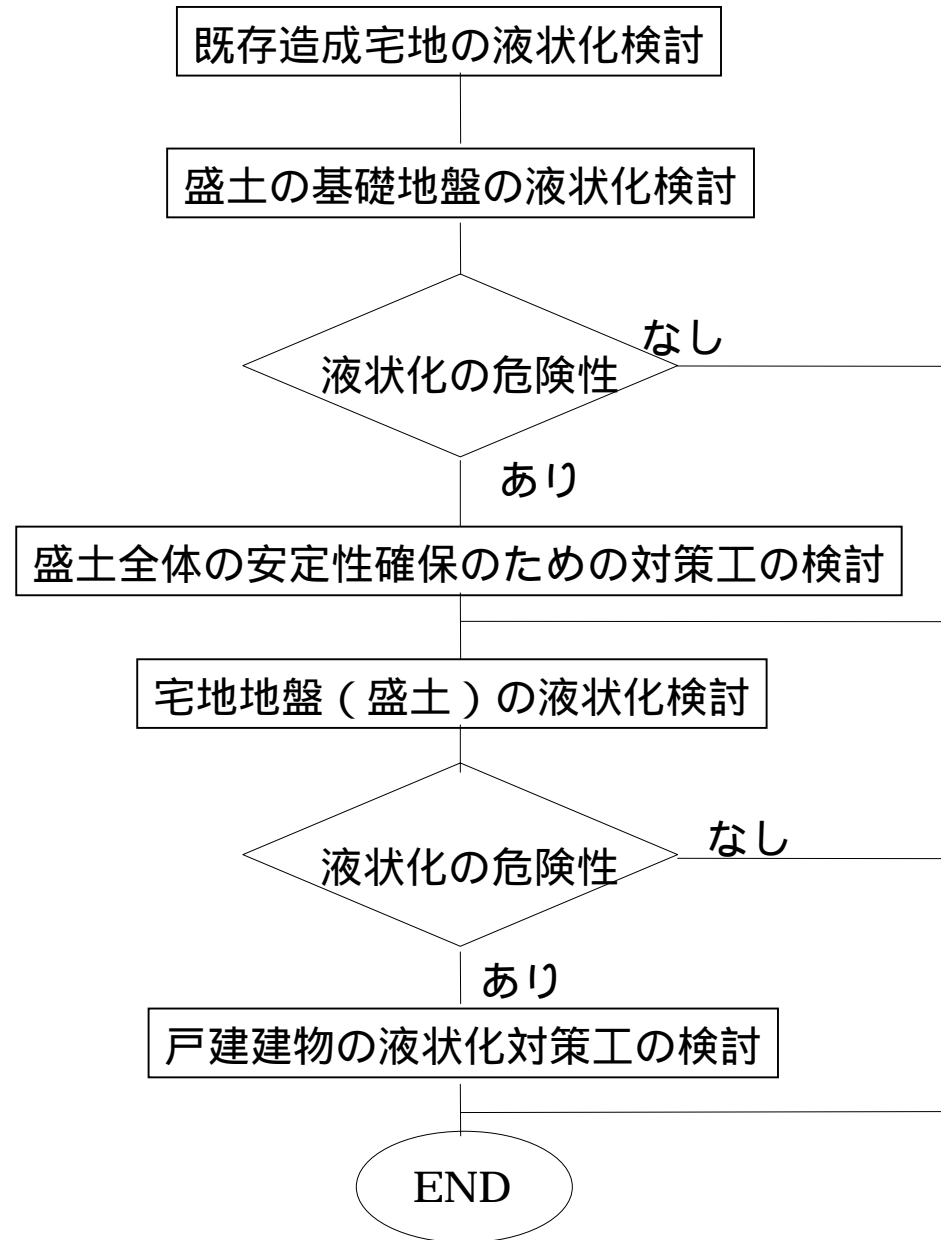 既存造成宅地の液状化検討
盛土の基礎地盤の液状化検討
なし
液状化の危険性
あり
盛土全体の安定性確保のための対策工の検討
宅地地盤(盛土)の液状化検討
なし
液状化の危険性
あり
戸建建物の液状化対策工の検討
END